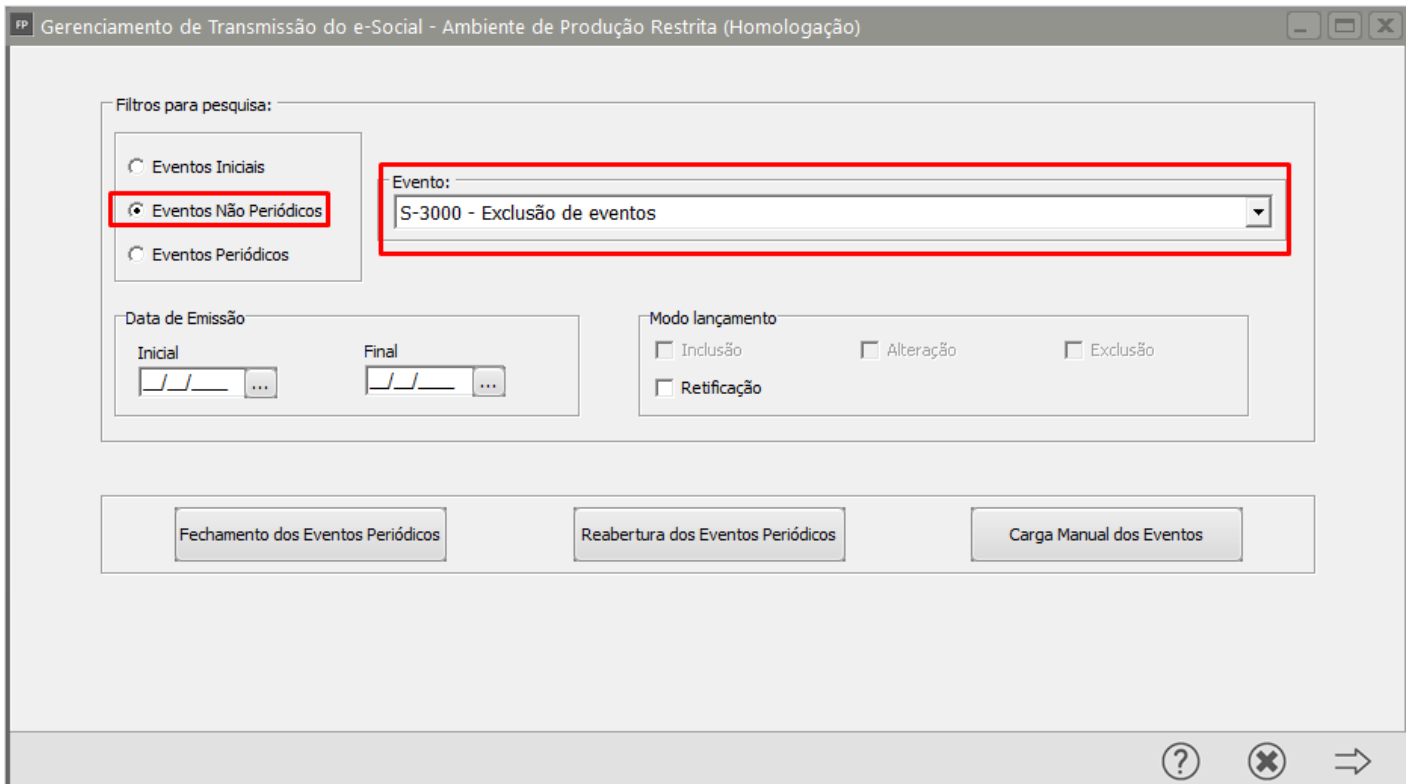 FP Gerenciamento de Transmissão do e-Social - Ambiente de Produção Restrita (Homologação)
Filtros para pesquisa:
Eventos Iniciais
Eventos Não Periódicos
Eventos Periódicos
Evento:
S-3000 - Exclusão de eventos
Data de Emissão
Inicial
Final
__/__/____ ...
__/__/____ ...
Modo lançamento
Inclusão
Alteração
Exclusão
Retificação
Fechamento dos Eventos Periódicos
Reabertura dos Eventos Periódicos
Carga Manual dos Eventos
?